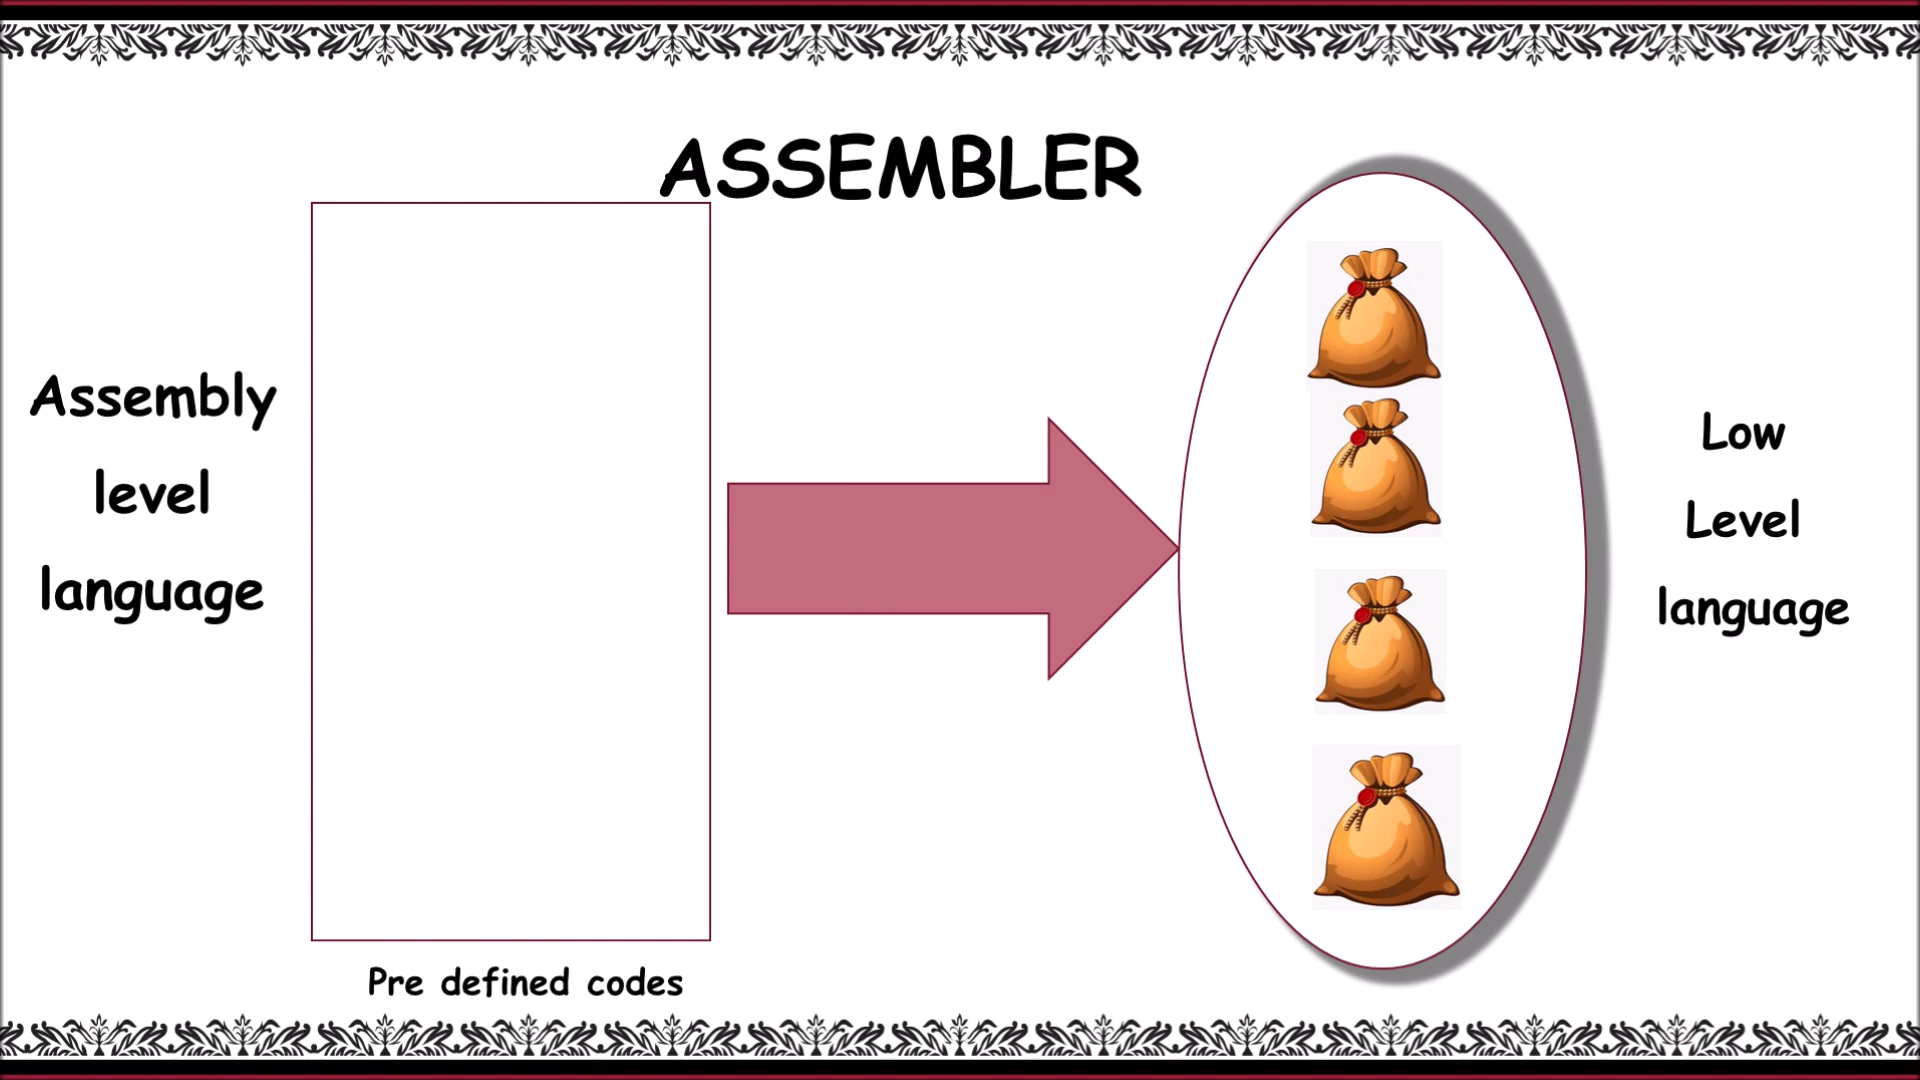 ASSEMBLER
Assembly
level
language
Low
Level
language
Pre defined codes